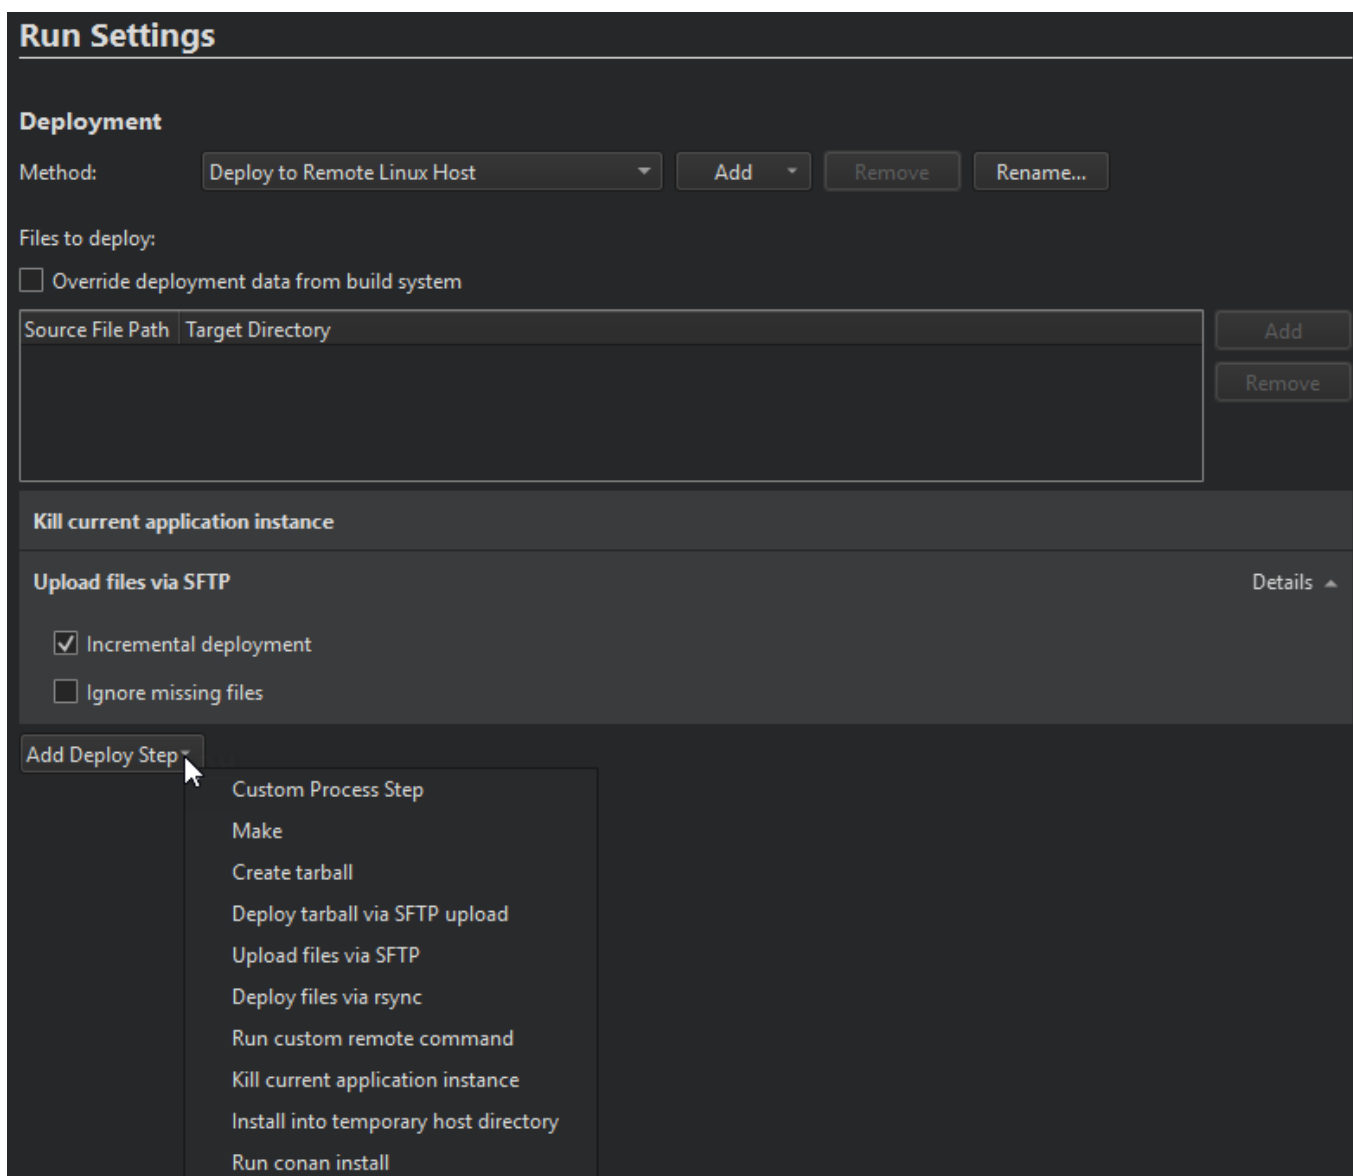 Run Settings
Deployment
Method: Deploy to Remote Linux Host Add Remove Rename...
Files to deploy:
Override deployment data from build system
Source File Path Target Directory Add
Remove
Kill current application instance
Upload files via SFTP Details
Incremental deployment
Ignore missing files
Add Deploy Step
Custom Process Step
Make
Create tarball
Deploy tarball via SFTP upload
Upload files via SFTP
Deploy files via rsync
Run custom remote command
Kill current application instance
Install into temporary host directory
Run conan install